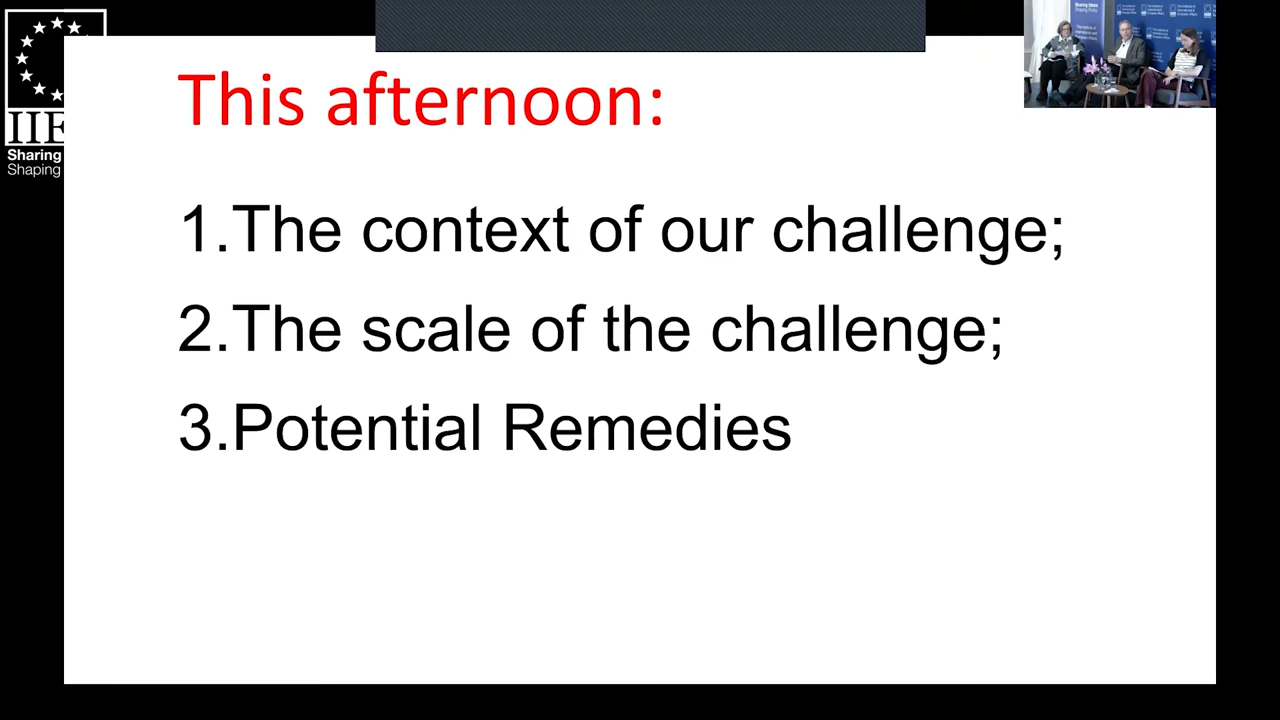 IIE
Sharing
Shaping
This afternoon:
1.The context of our challenge;
2.The scale of the challenge;
3.Potential Remedies